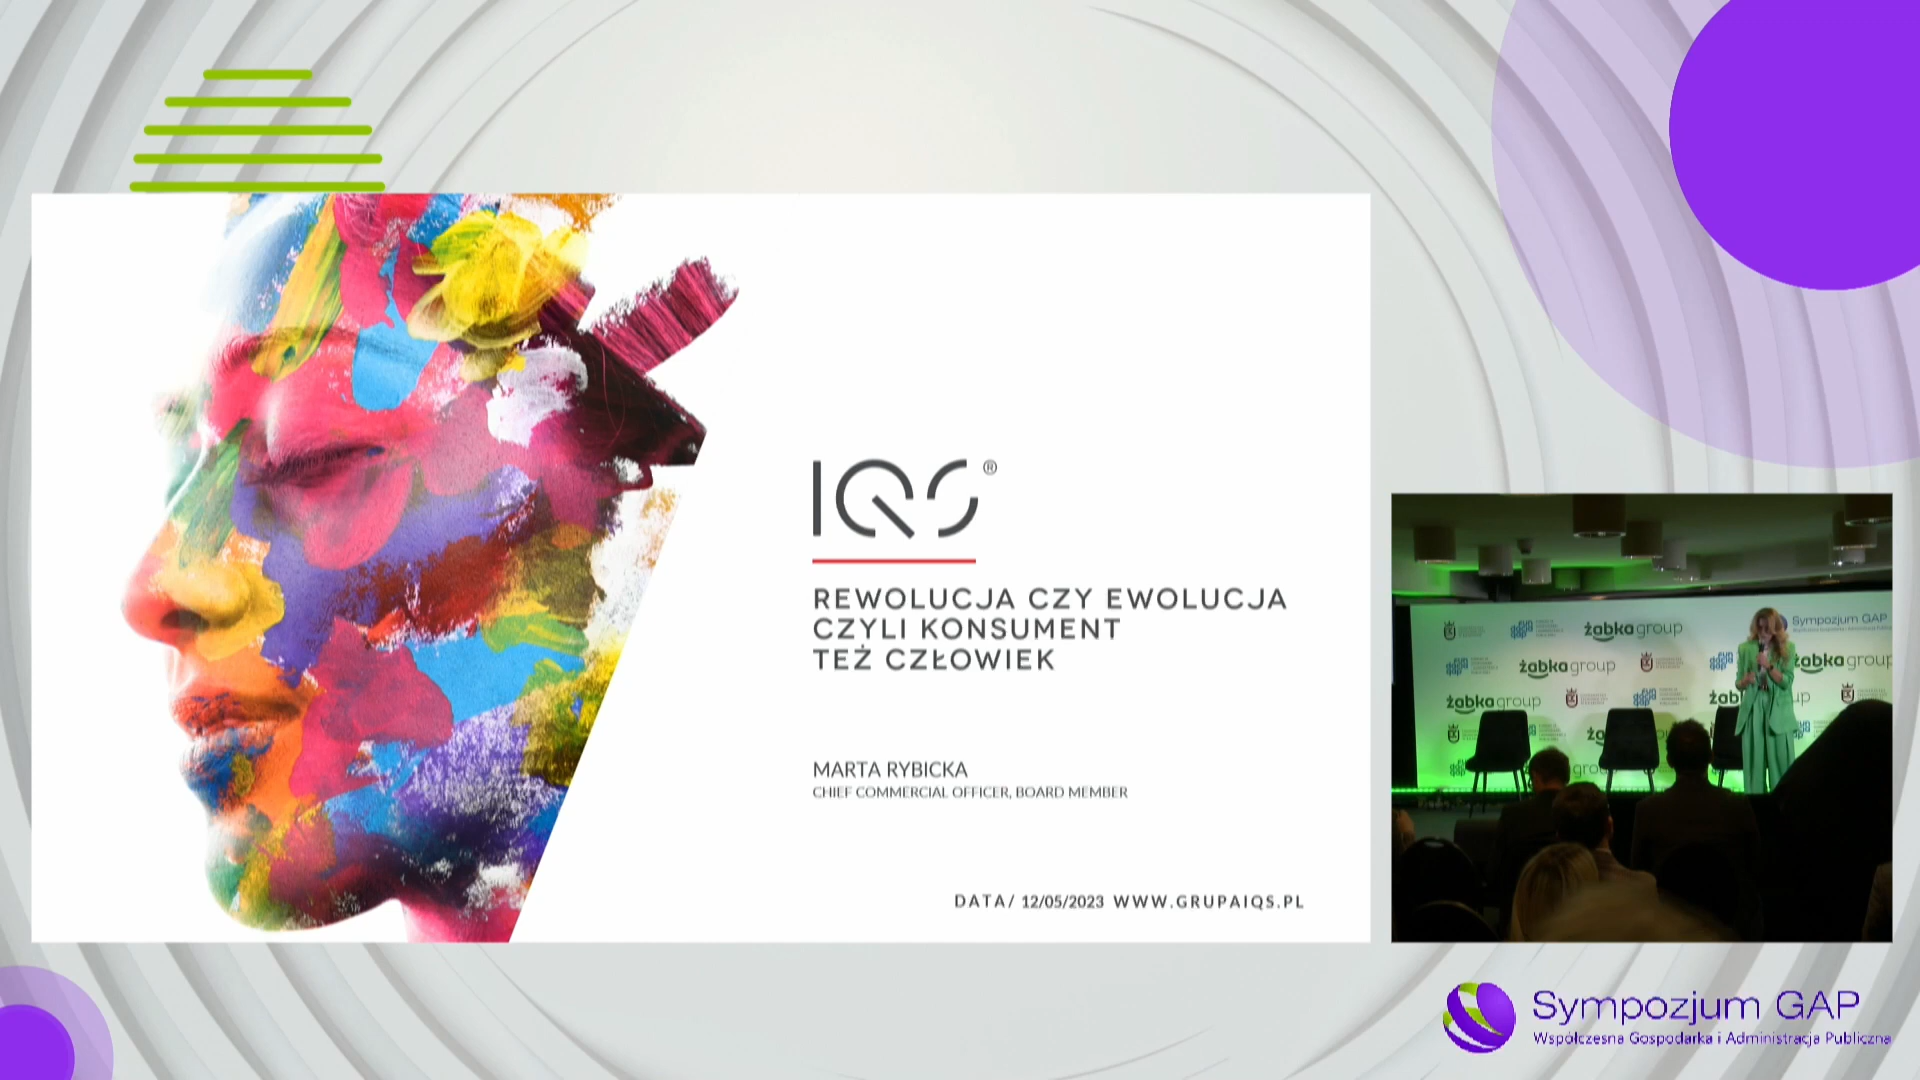 IQS®
REWOLUCJA CZY EWOLUCJA
CZYLI KONSUMENT
TEŻ CZŁOWIEK
MARTA RYBICKA
CHIEF COMMERCIAL OFFICER, BOARD MEMBER
DATA/ 12/05/2023 WWW.GRUPAIQS.PL
Sympozjum GAP
żabka group
żabka group
żabka group
żabka group
Sympozjum GAP
Współczesna Gospodarka i Administracja Publiczna